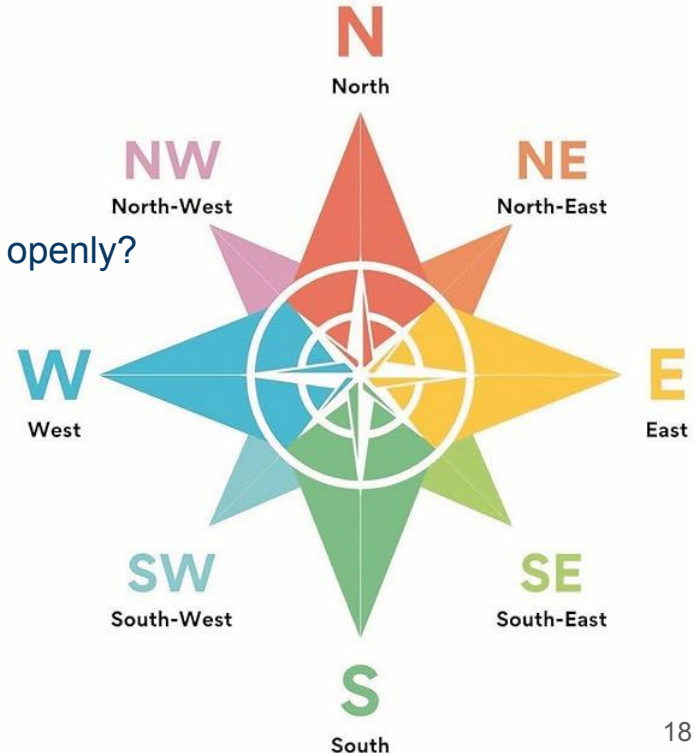 N
North
NW NE
North-West North-East
openly?
W E
West East
SW SE
South-West South-East
S
South
18